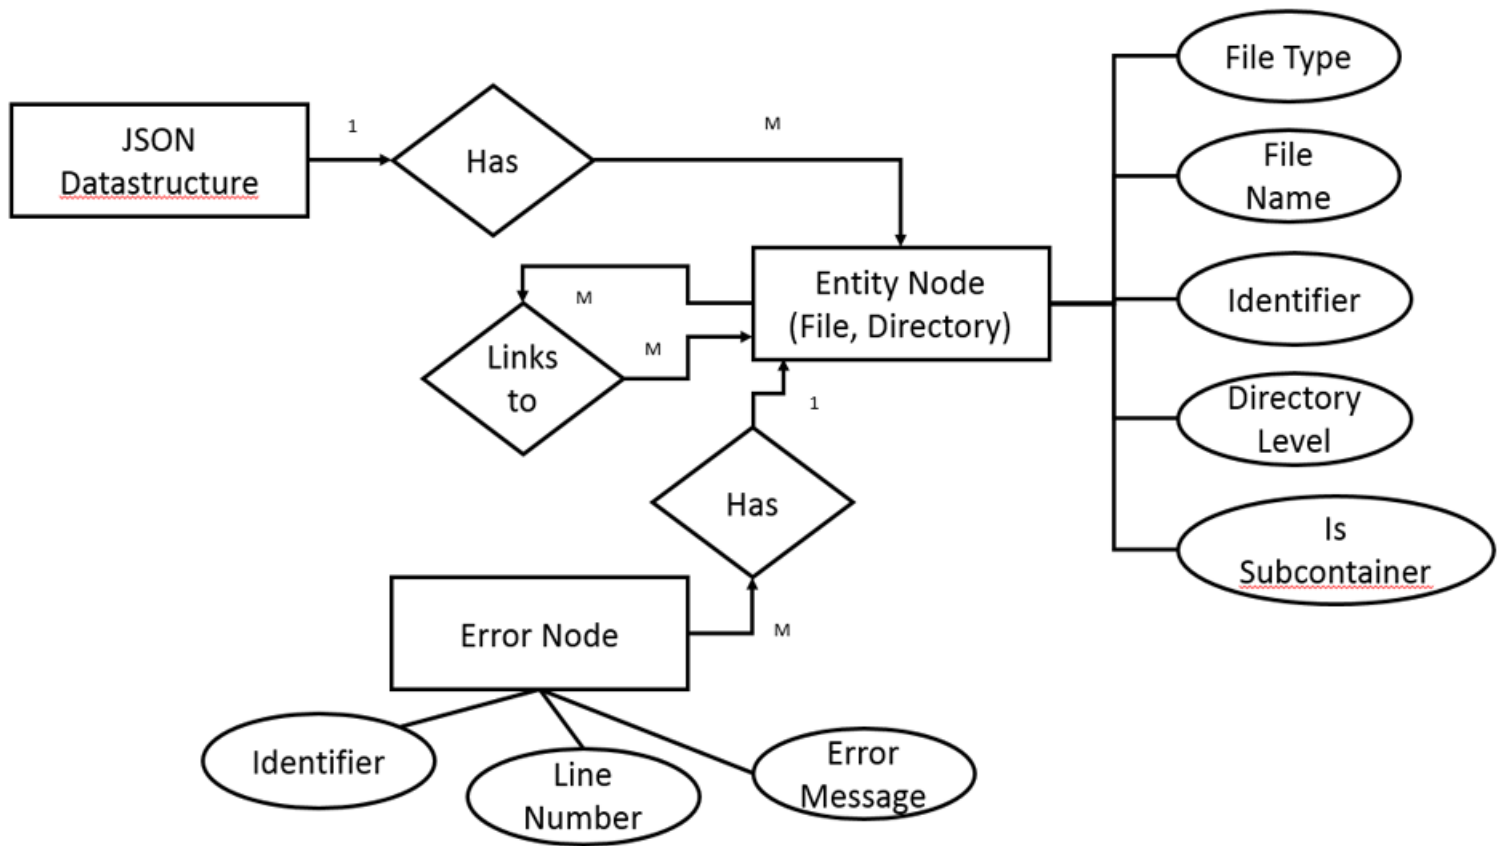 File Type
JSON
Datastructure
1
Has
M
File
Name
Entity Node
(File, Directory)
Identifier
M
Links
to
M
Directory
Level
1
Has
Is
Subcontainer
Error Node
M
Identifier
Line
Number
Error
Message